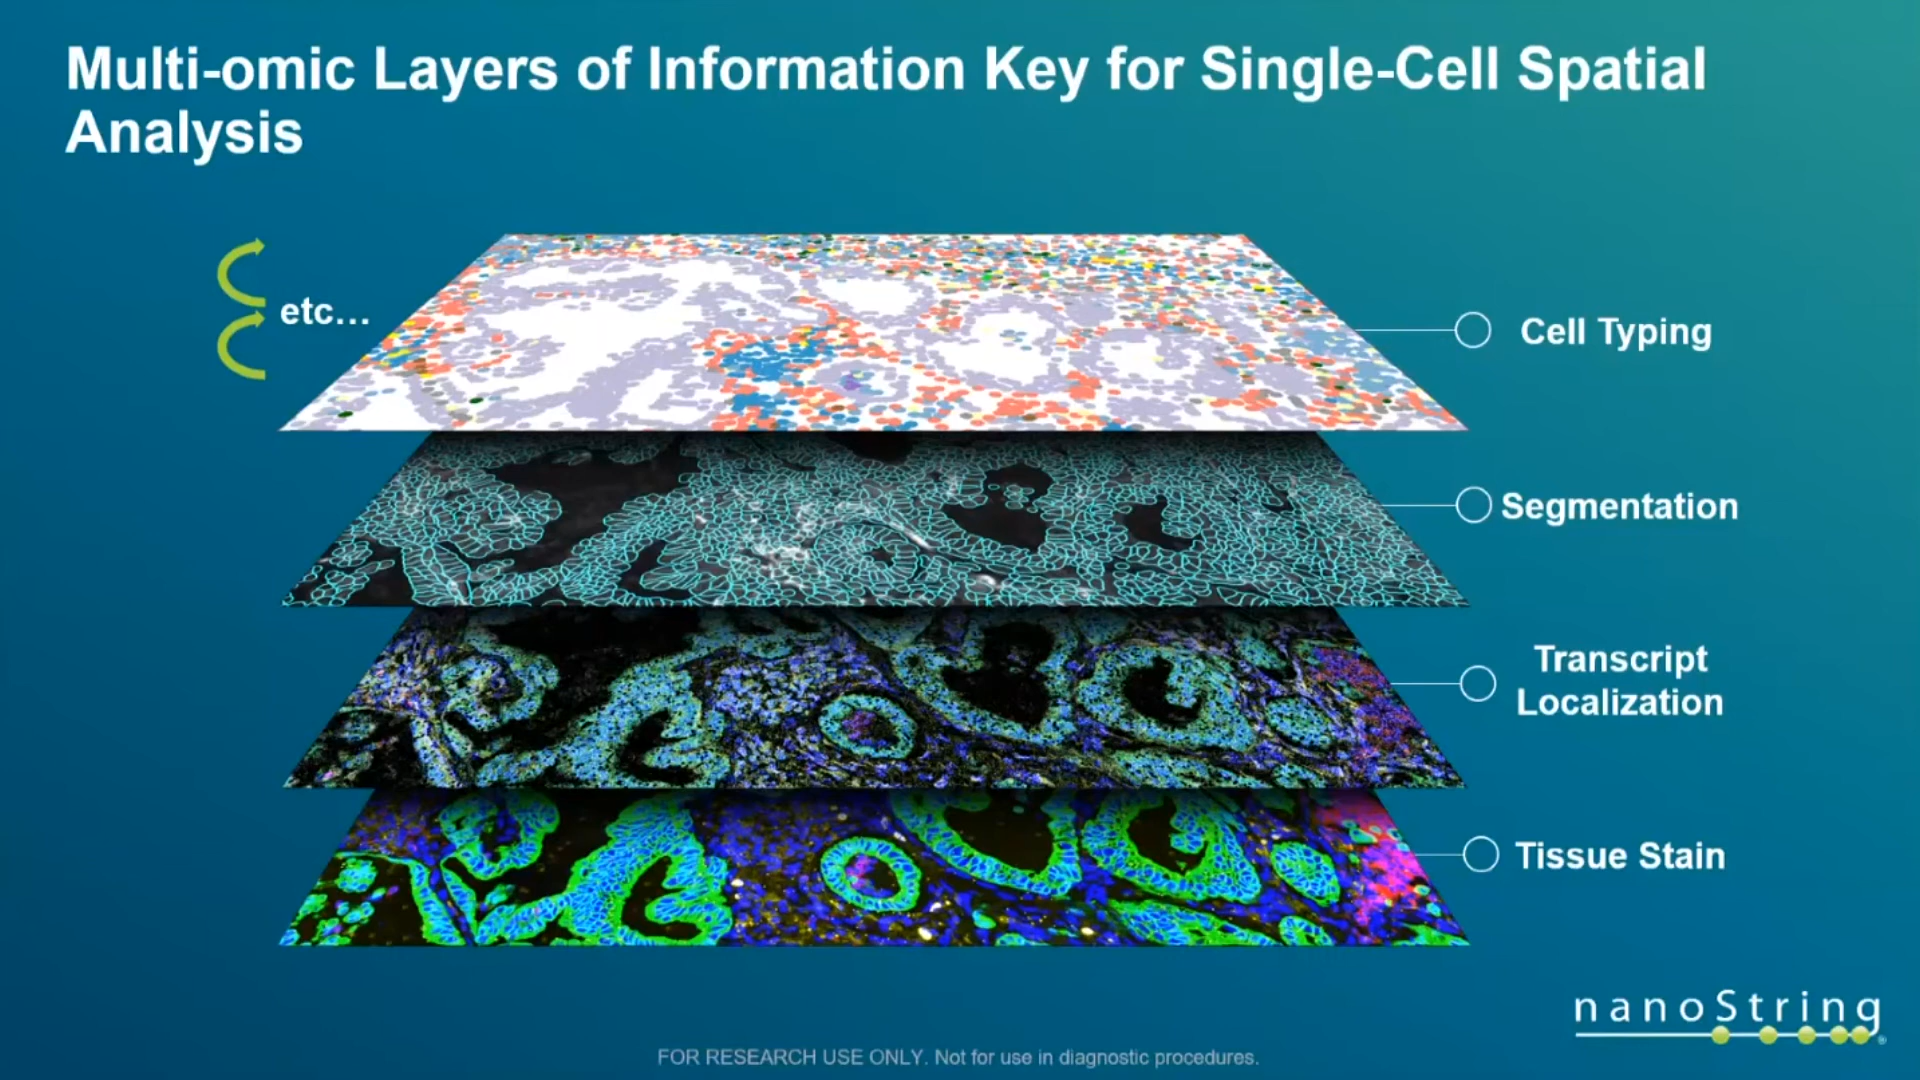 Multi-omic Layers of Information Key for Single-Cell Spatial
Analysis
etc...
Cell Typing
Segmentation
Transcript
Localization
Tissue Stain
nanoString
FOR RESEARCH USE ONLY. Not for use in diagnostic procedures.